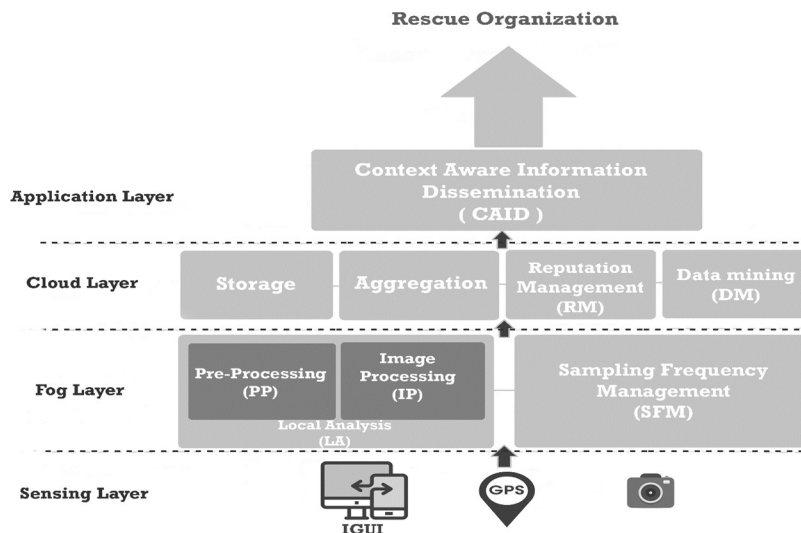 Rescue Organization
Context Aware Information
Dissemination
( CAID )
Application Layer
Cloud Layer
Storage
Aggregation
Reputation
Management
(RM)
Data mining
(DM)
Fog Layer
Pre-Processing
(PP)
Image
Processing
(IP)
Local Analysis
(LA)
Sampling Frequency
Management
(SFM)
Sensing Layer
IGUI
GPS